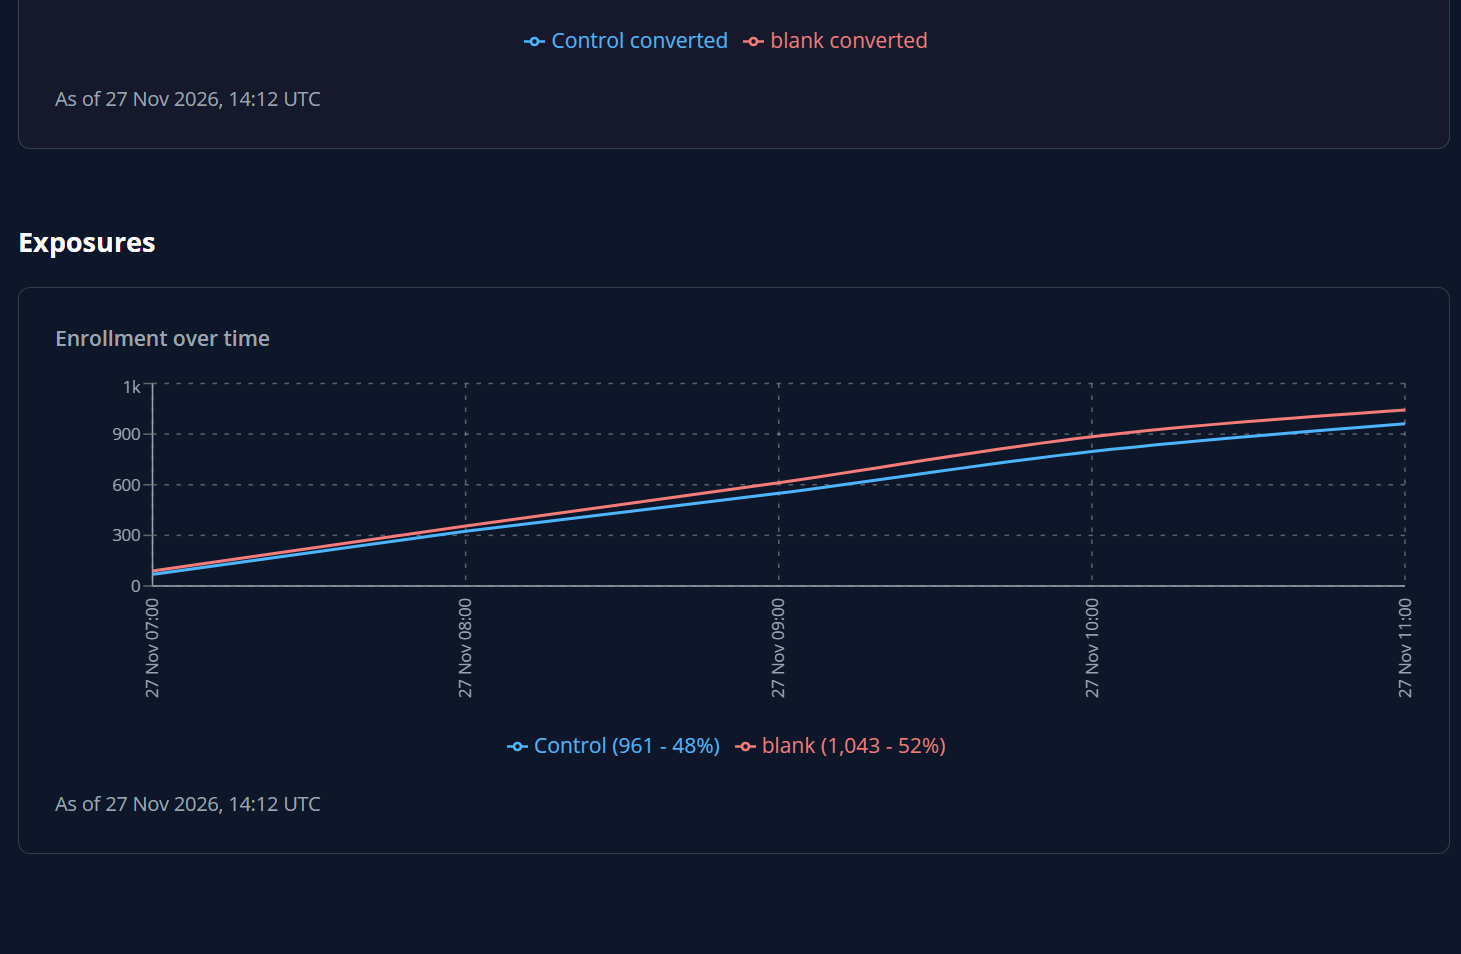 Control converted blank converted
As of 27 Nov 2026, 14:12 UTC
Exposures
Enrollment over time
1k
900
600
300
0
27 Nov 07:00
27 Nov 08:00
27 Nov 09:00
27 Nov 10:00
27 Nov 11:00
Control (961 - 48%) blank (1,043 - 52%)
As of 27 Nov 2026, 14:12 UTC